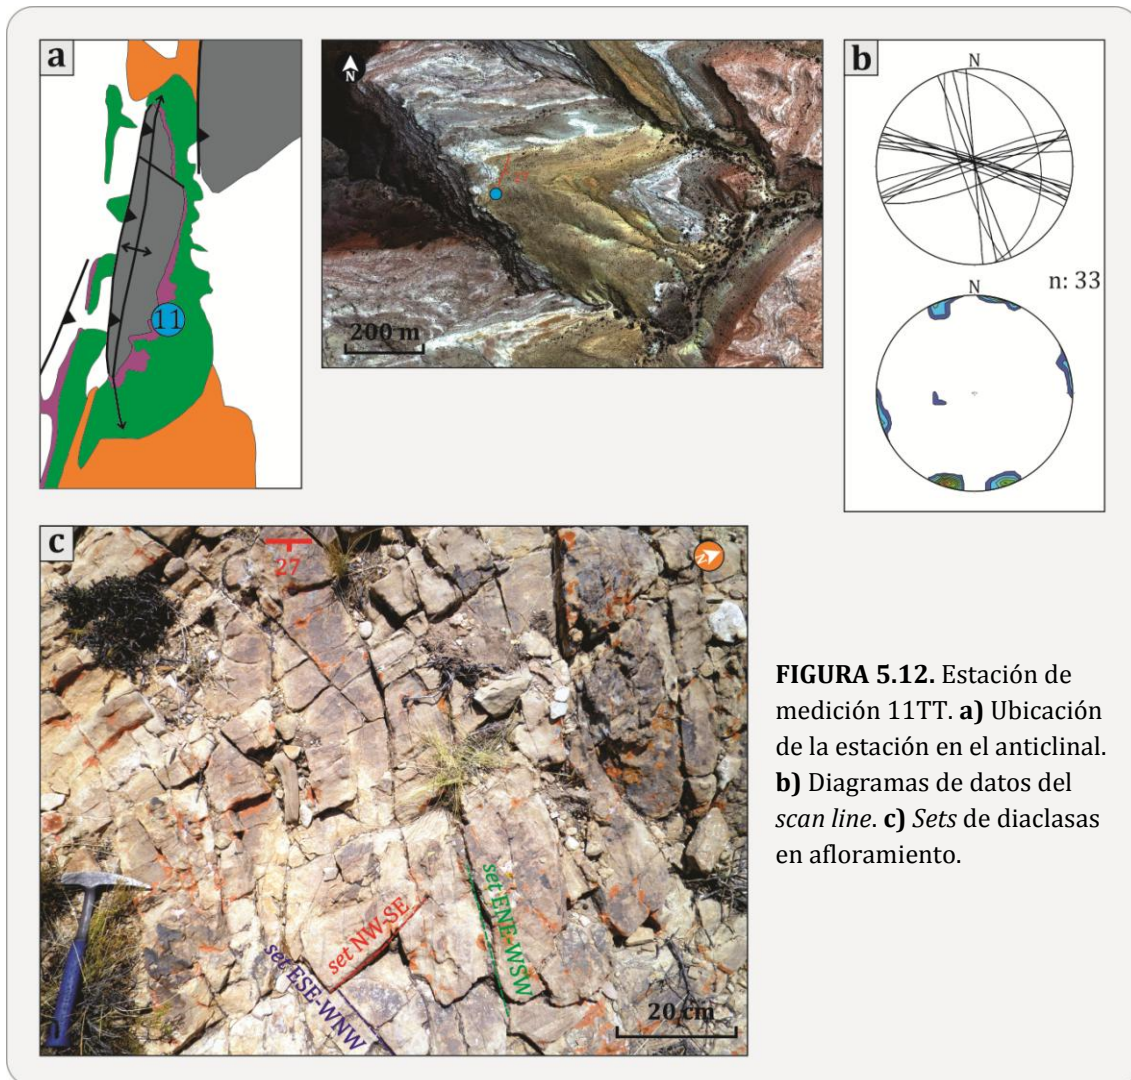 a
N
27
200 m
11
b
N
n: 33
N
c
27
N
set NW-SE
set ENE-WSW
set ESE-WNW
20 cm
FIGURA 5.12. Estación de
medición 11TT. a) Ubicación
de la estación en el anticlinal.
b) Diagramas de datos del
scan line. c) Sets de diaclasas
en afloramiento.